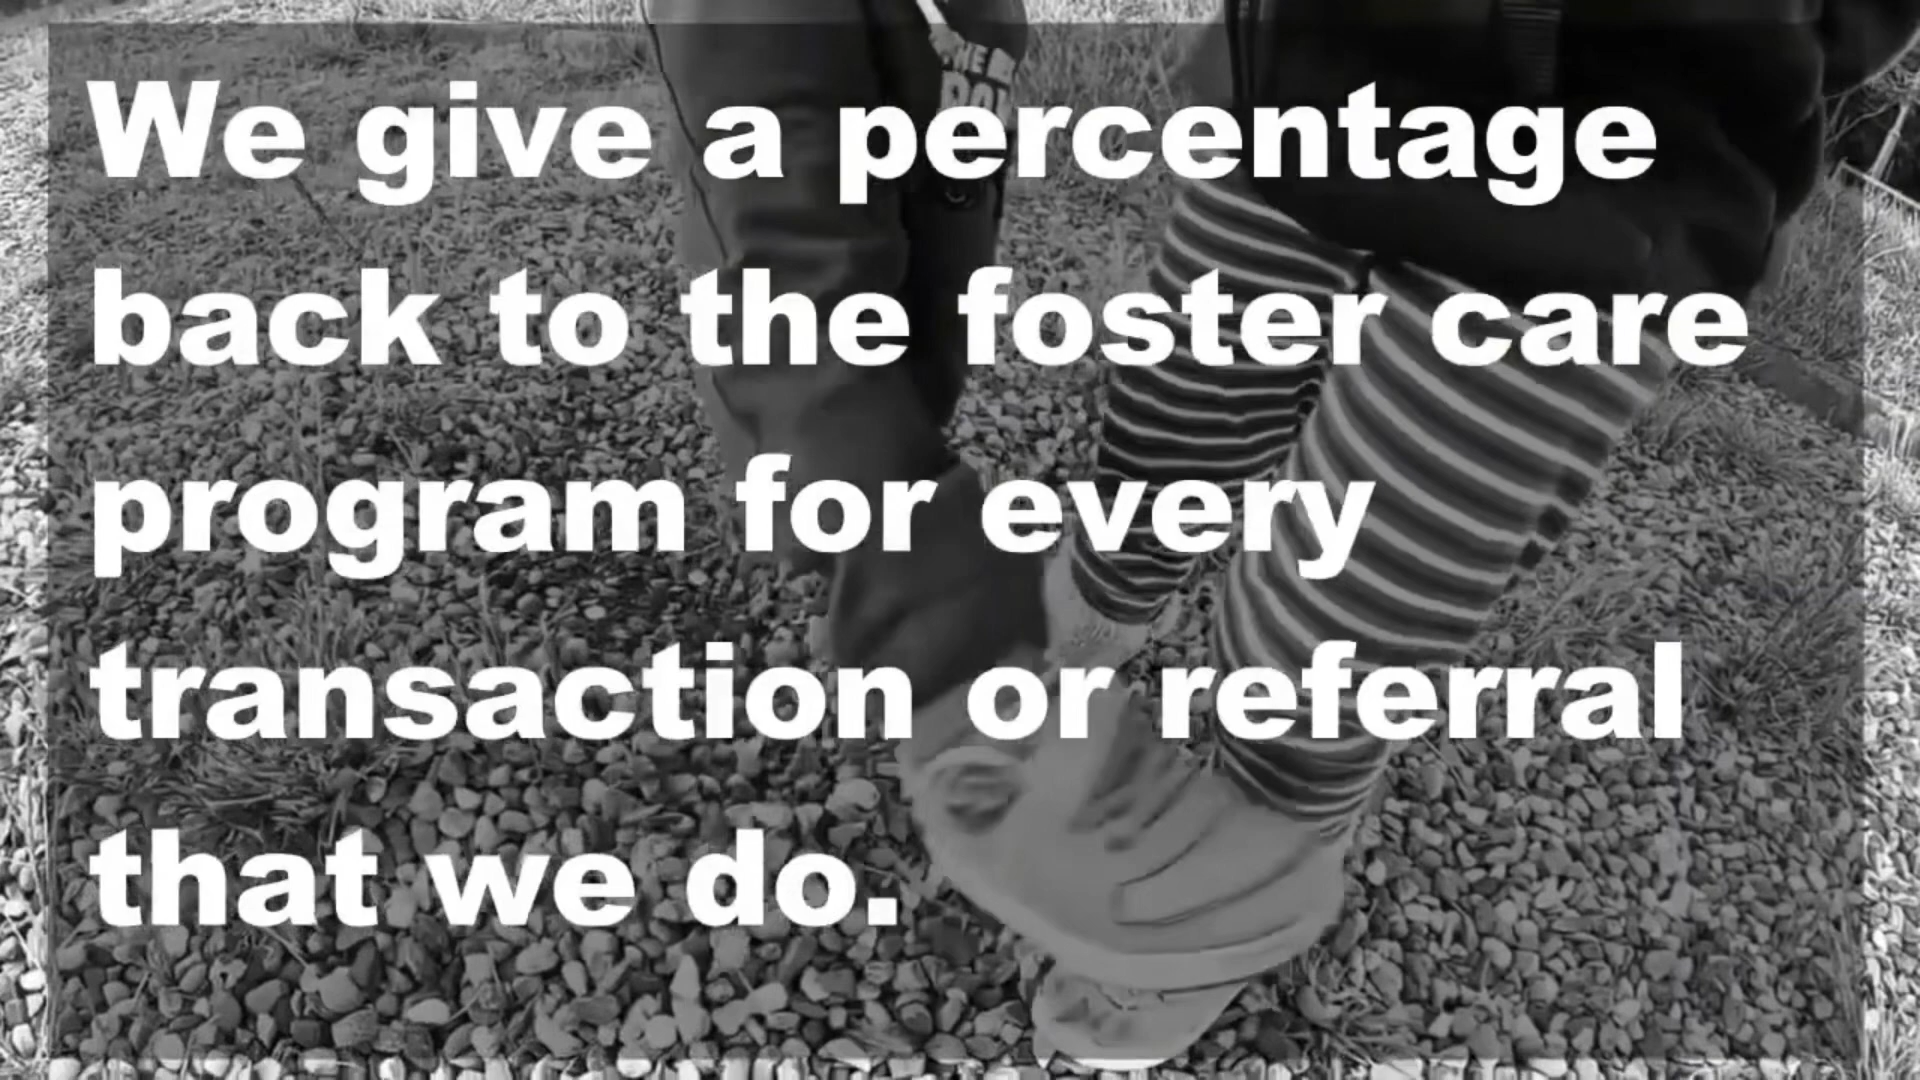 We give a percentage
back to the foster care
program for every
transaction or referral
that we do.